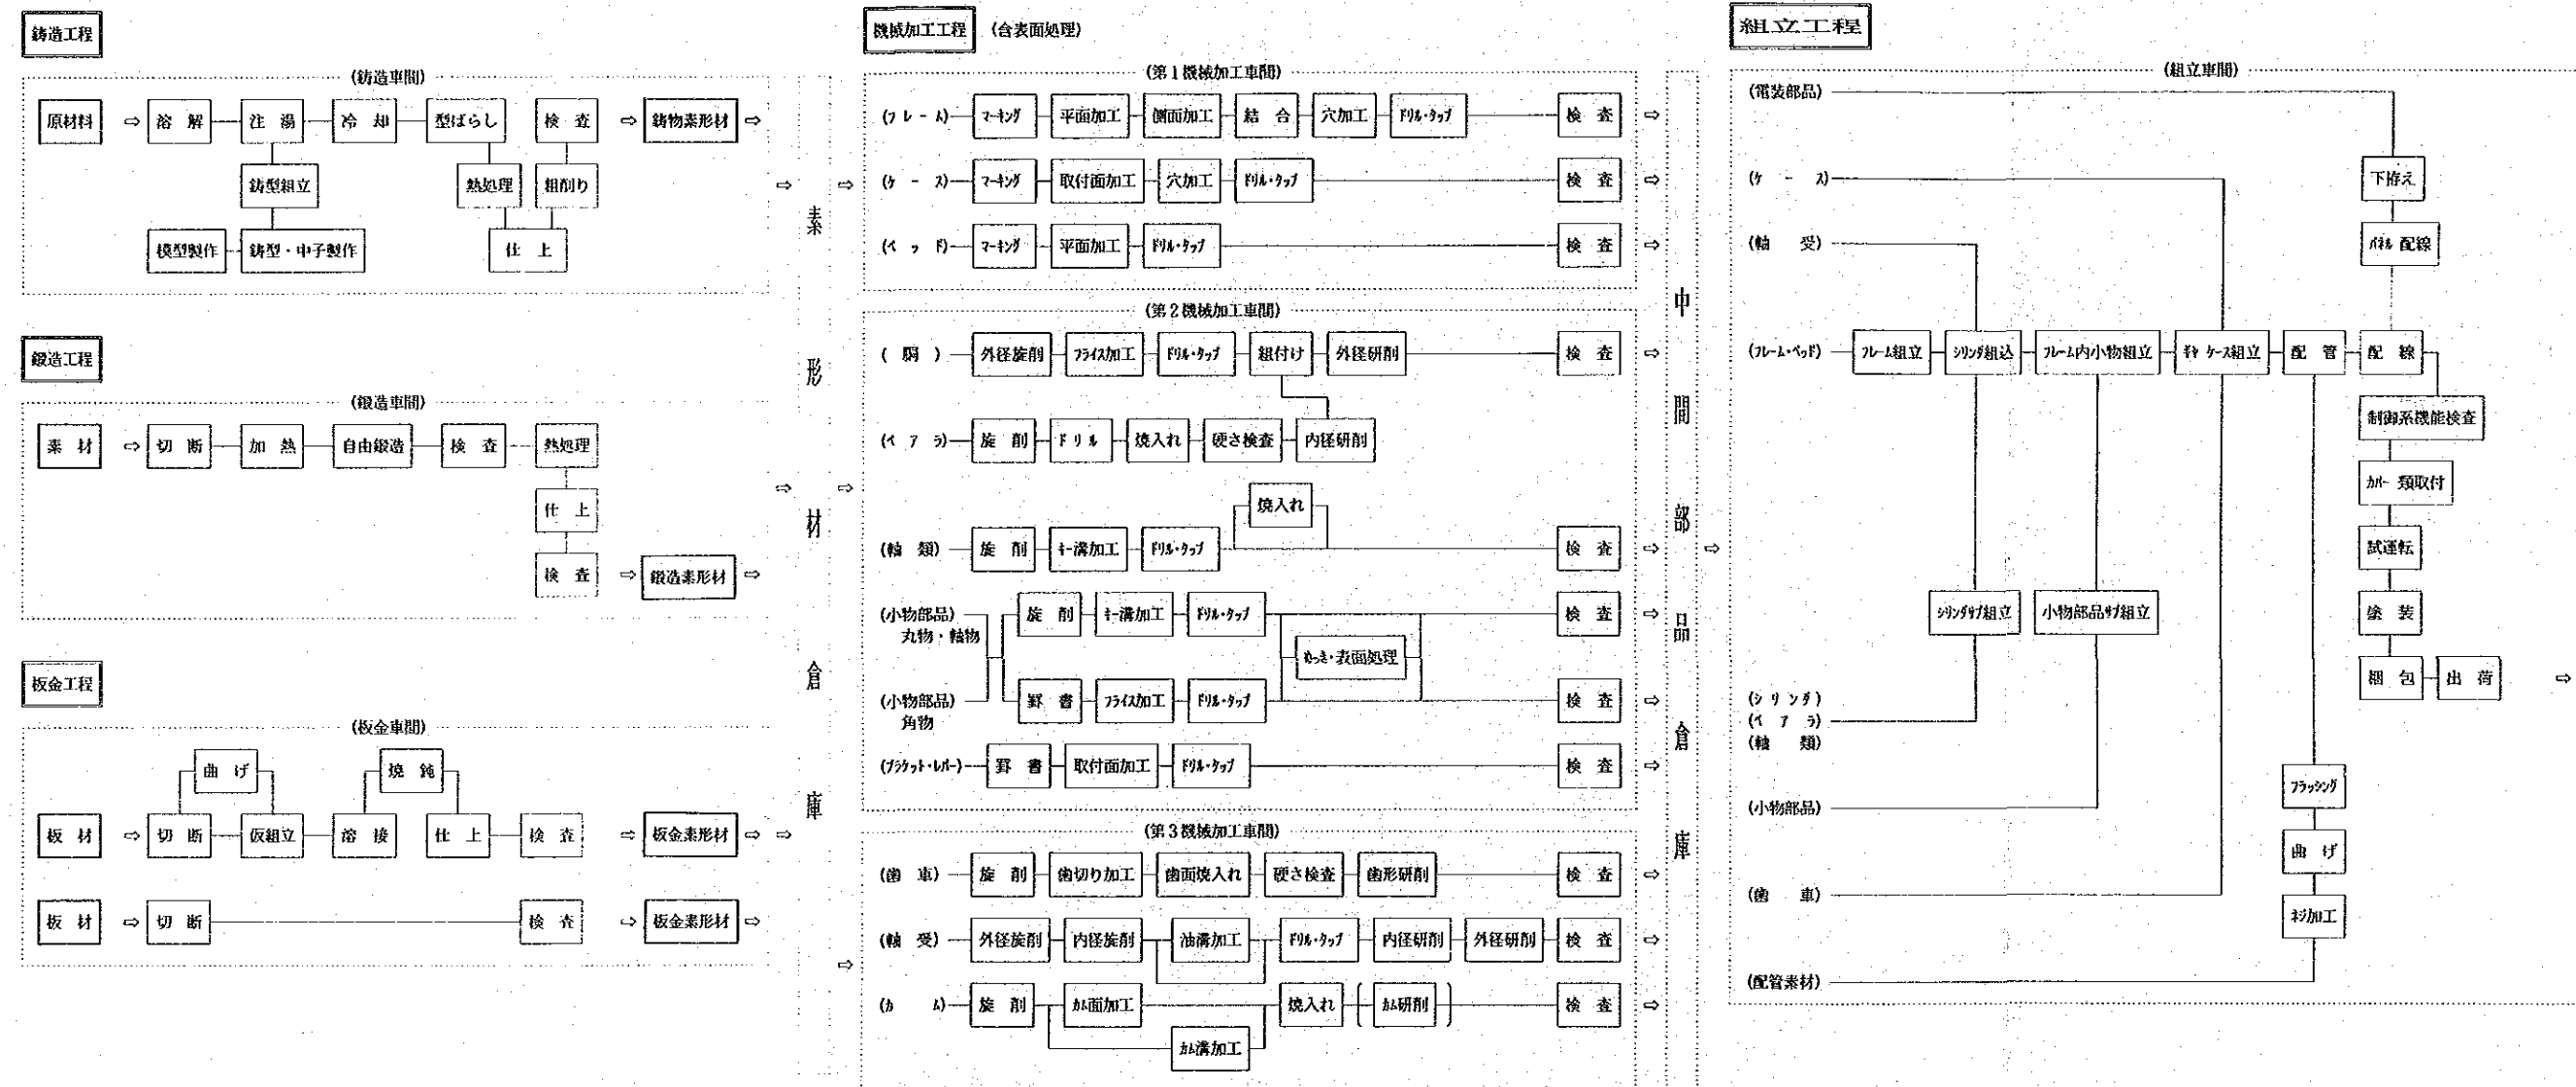 鋳造工程
(鋳造車間)
原材料 ⇨ 溶解 注湯 冷却 型ばらし 検査 ⇨ 鋳物素形材 ⇨
鋳型組立 熱処理 粗削り
模型製作 鋳型・中子製作 仕上
鍛造工程
(鍛造車間)
素材 ⇨ 切断 加熱 自由鍛造 検査 熱処理
仕上
検査 ⇨ 鍛造素形材 ⇨
板金工程
(板金車間)
曲げ 焼鈍
板材 ⇨ 切断 仮組立 溶接 仕上 検査 ⇨ 板金素形材 ⇨
板材 ⇨ 切断 検査 ⇨ 板金素形材 ⇨
素形材倉庫
機械加工工程 (含表面処理)
(第1機械加工車間)
(フレーム) マーキング 平面加工 側面加工 結合 穴加工 ドリル・タップ 検査 ⇨
(ケース) マーキング 取付面加工 穴加工 ドリル・タップ 検査 ⇨
(ベッド) マーキング 平面加工 ドリル・タップ 検査 ⇨
(第2機械加工車間)
(胴) 外径旋削 フライス加工 ドリル・タップ 組付け 外径研削 検査 ⇨
(ベアラ) 旋削 ドリル 焼入れ 硬さ検査 内径研削
焼入れ
(軸類) 旋削 キー溝加工 ドリル・タップ 検査 ⇨
(小物部品) 旋削 キー溝加工 ドリル・タップ 検査 ⇨
丸物・軸物
めっき・表面処理
(小物部品) 罫書 フライス加工 ドリル・タップ 検査 ⇨
角物
(ブラケット・レバー) 罫書 取付面加工 ドリル・タップ 検査 ⇨
(第3機械加工車間)
(歯車) 旋削 歯切り加工 歯面焼入れ 硬さ検査 歯形研削 検査 ⇨
(軸受) 外径旋削 内径旋削 油溝加工 ドリル・タップ 内径研削 外径研削 検査 ⇨
(カム) 旋削 カム面加工 焼入れ (カム研削) 検査 ⇨
カム溝加工
中間部品倉庫
組立工程
(組立車間)
(電装部品)
(ケース) 下拵え
(軸受) パネル配線
(フレーム・ベッド) フレーム組立 シリンダ組込 フレーム内小物組立 ギヤケース組立 配管 配線
制御系機能検査
カバー類取付
試運転
シリンダサブ組立 小物部品サブ組立 塗装
梱包 出荷 ⇨
(シリンダ)
(ベアラ)
(軸類)
フラッシング
(小物部品)
曲げ
(歯車)
ネジ加工
(配管素材)